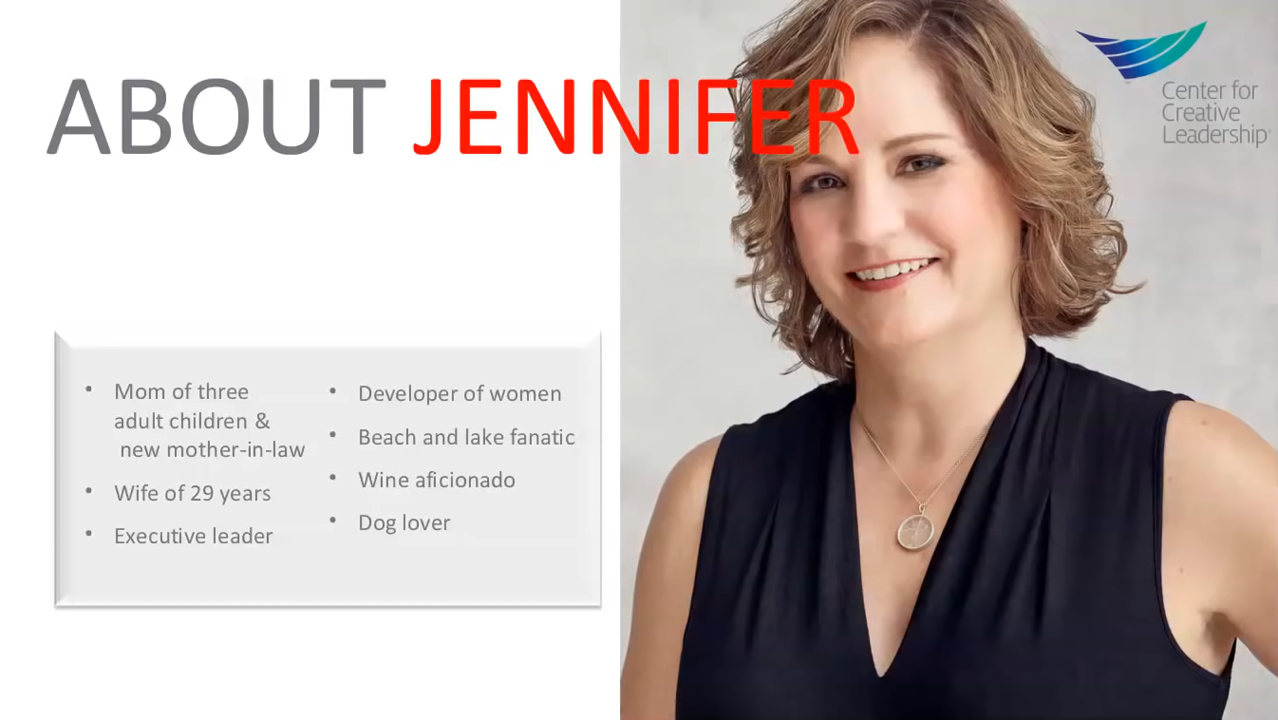 ABOUT JENNIFER
Center for
Creative
Leadership
• Mom of three
adult children &
new mother-in-law
• Wife of 29 years
• Executive leader
• Developer of women
• Beach and lake fanatic
• Wine aficionado
• Dog lover